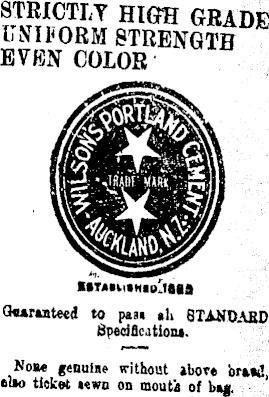 STRICTLY HIGH GRADE
UNIFORM STRENGTH
EVEN COLOR
WILSON'S PORTLAND CEMENT
TRADE MARK
AUCKLAND, N.Z.
ESTABLISHED
Guaranteed to pass all STANDARD
Specifications.
None genuine without above brand,
also ticket sewn on mouth of bag.